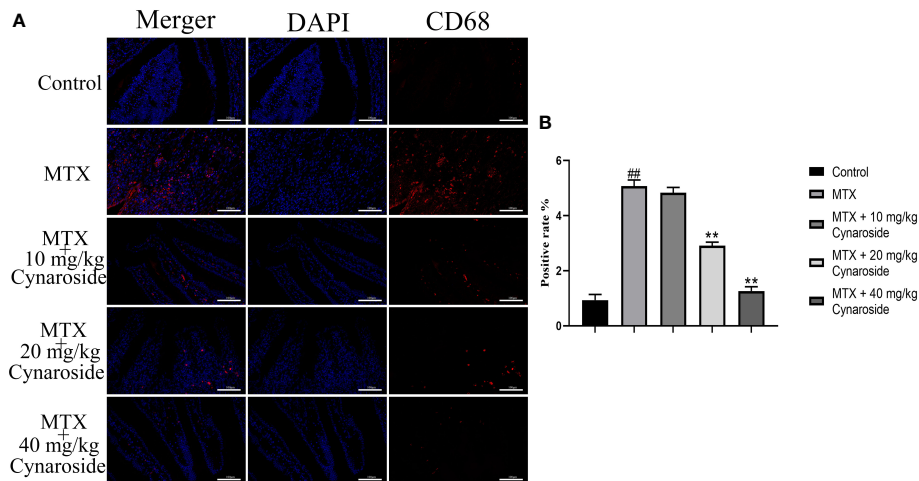 A
Merger
DAPI
CD68
Control
MTX
MTX
+
10 mg/kg
Cynaroside
MTX
+
20 mg/kg
Cynaroside
MTX
+
40 mg/kg
Cynaroside
B
Positive rate %
6
4
2
0
##
**
**
Control
MTX
MTX + 10 mg/kg
Cynaroside
MTX + 20 mg/kg
Cynaroside
MTX + 40 mg/kg
Cynaroside